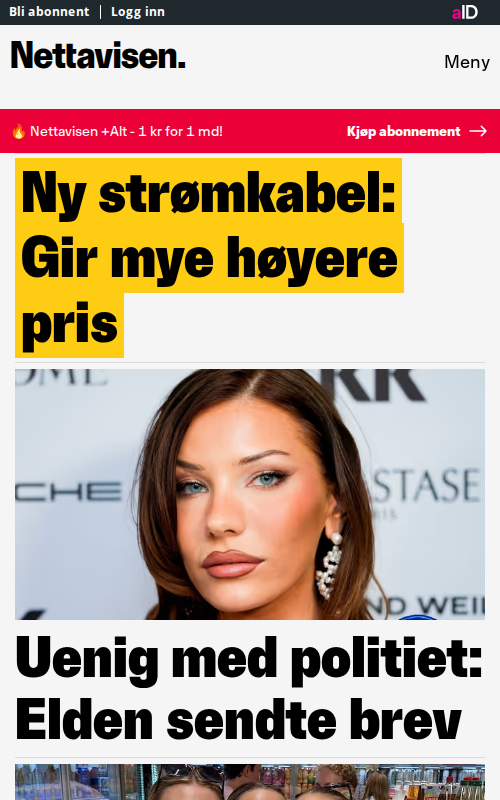 Bli abonnent
Logg inn
aID
Nettavisen.
Meny
🔥 Nettavisen +Alt - 1 kr for 1 md!
Kjøp abonnement →
Ny strømkabel:
Gir mye høyere
pris
KK
CHE
STASE
ND WEI
Uenig med politiet:
Elden sendte brev